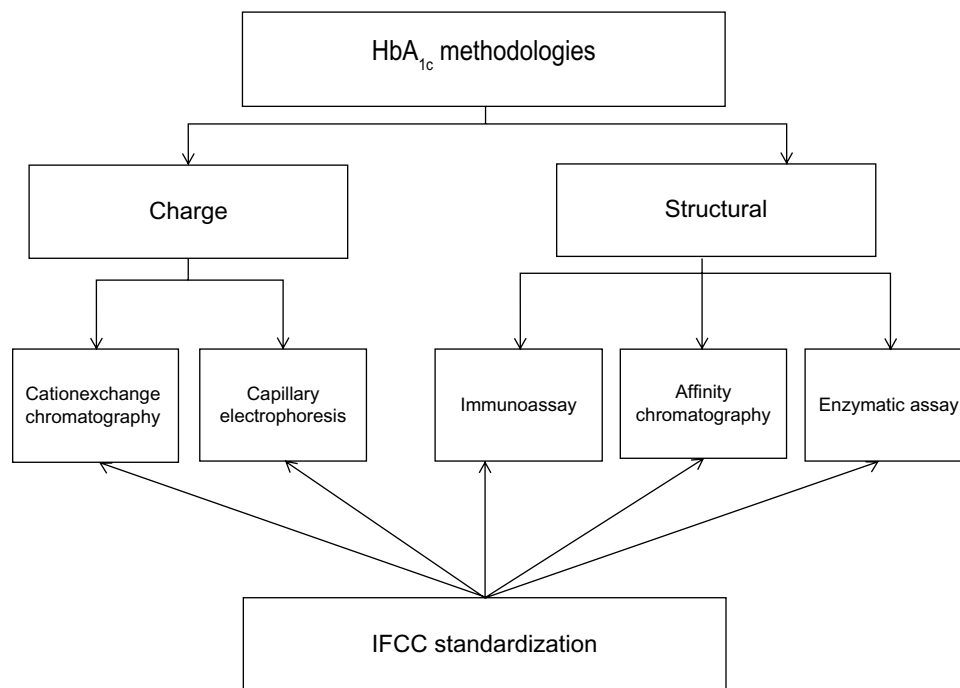 HbA1c methodologies
Charge
Structural
Cationexchange
chromatography
Capillary
electrophoresis
Immunoassay
Affinity
chromatography
Enzymatic assay
IFCC standardization